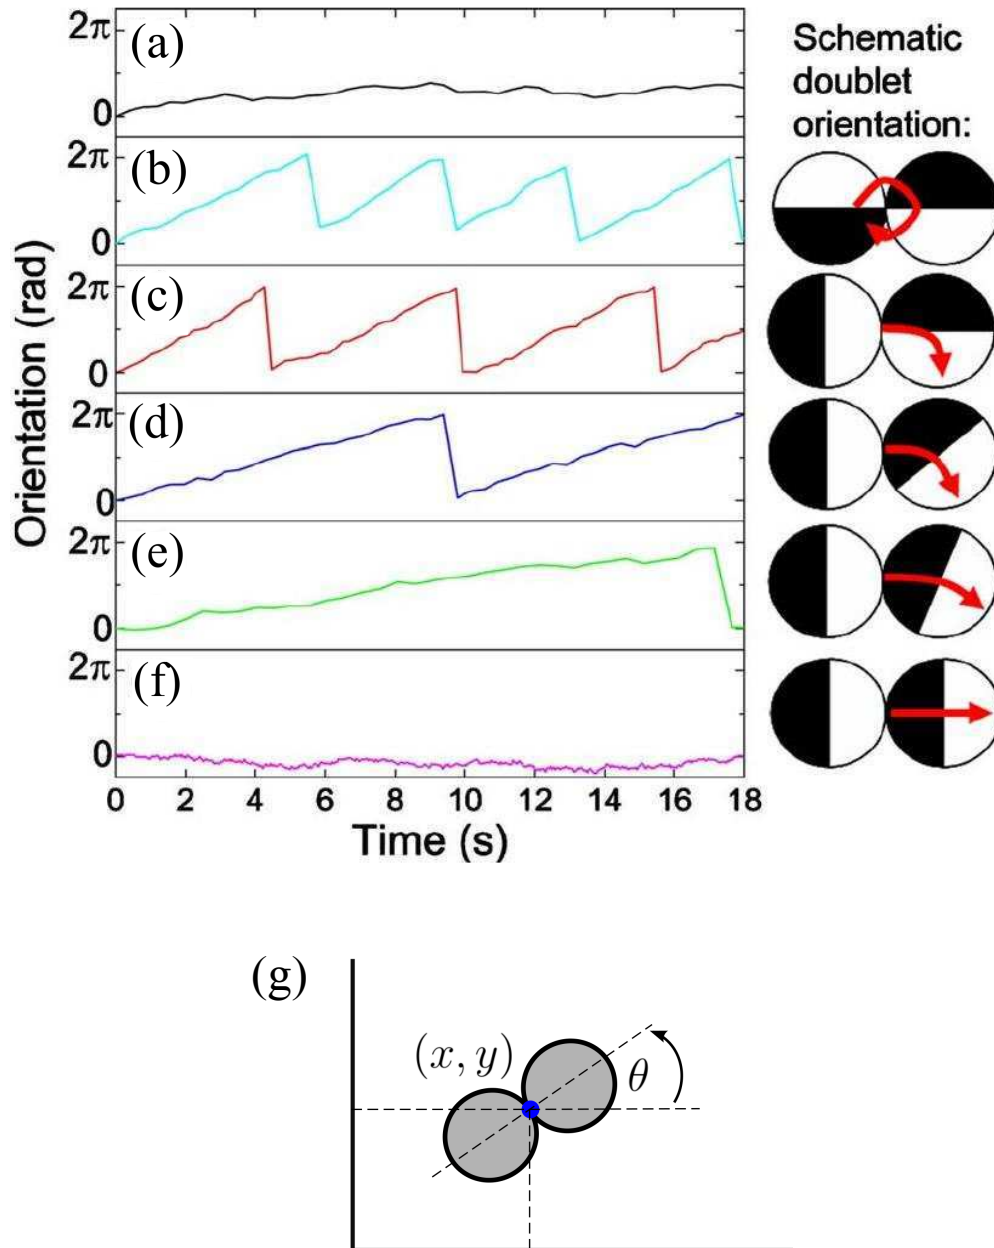 (a)
2π
0
(b)
2π
0
(c)
2π
0
(d)
2π
0
(e)
2π
0
(f)
2π
0
Orientation (rad)
0 2 4 6 8 10 12 14 16 18
Time (s)
Schematic
doublet
orientation:
(g)
(x, y)
θ